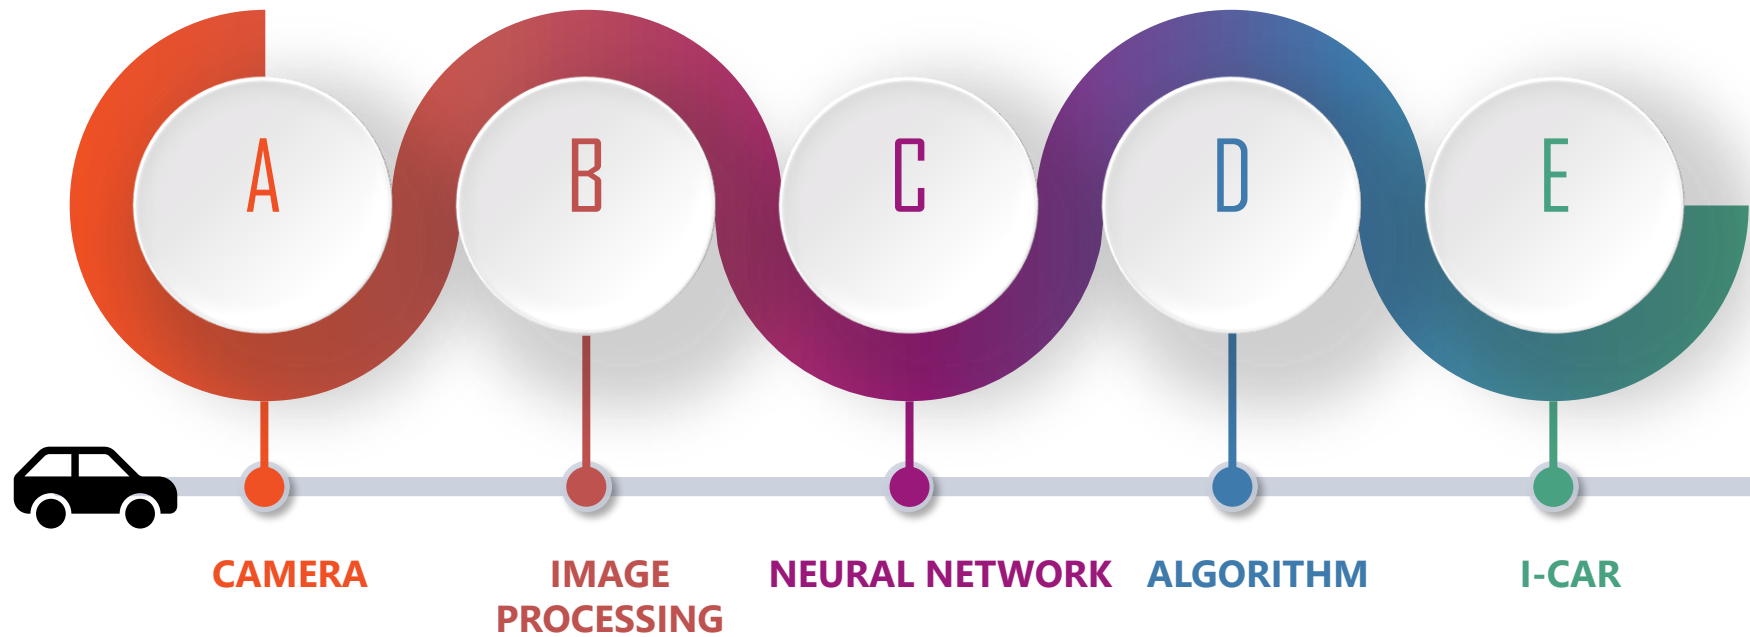 A
B
C
D
E
CAMERA
IMAGE
PROCESSING
NEURAL NETWORK
ALGORITHM
I-CAR